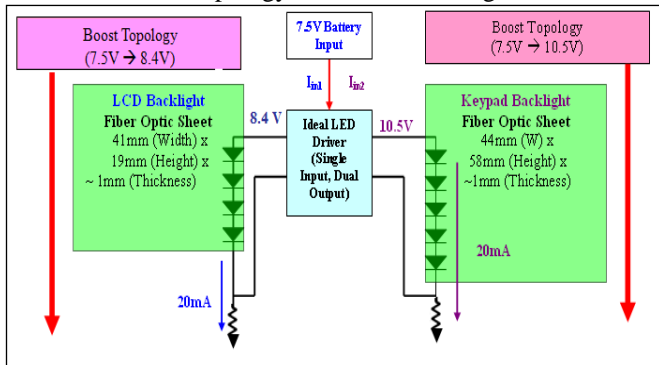 Boost Topology
(7.5V → 8.4V)
7.5V Battery
Input
Boost Topology
(7.5V → 10.5V)
I_in1 I_in2
LCD Backlight
Fiber Optic Sheet
41mm (Width) x
19mm (Height) x
~ 1mm (Thickness)
8.4 V
Ideal LED
Driver
(Single
Input, Dual
Output)
10.5V
Keypad Backlight
Fiber Optic Sheet
44mm (W) x
58mm (Height) x
~1mm (Thickness)
20mA
20mA